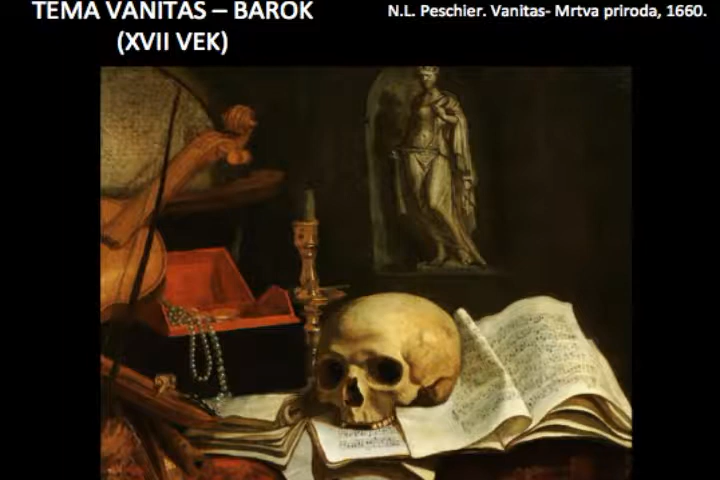 TEMA VANITAS – BAROK
(XVII VEK)
N.L. Peschier. Vanitas- Mrtva priroda, 1660.